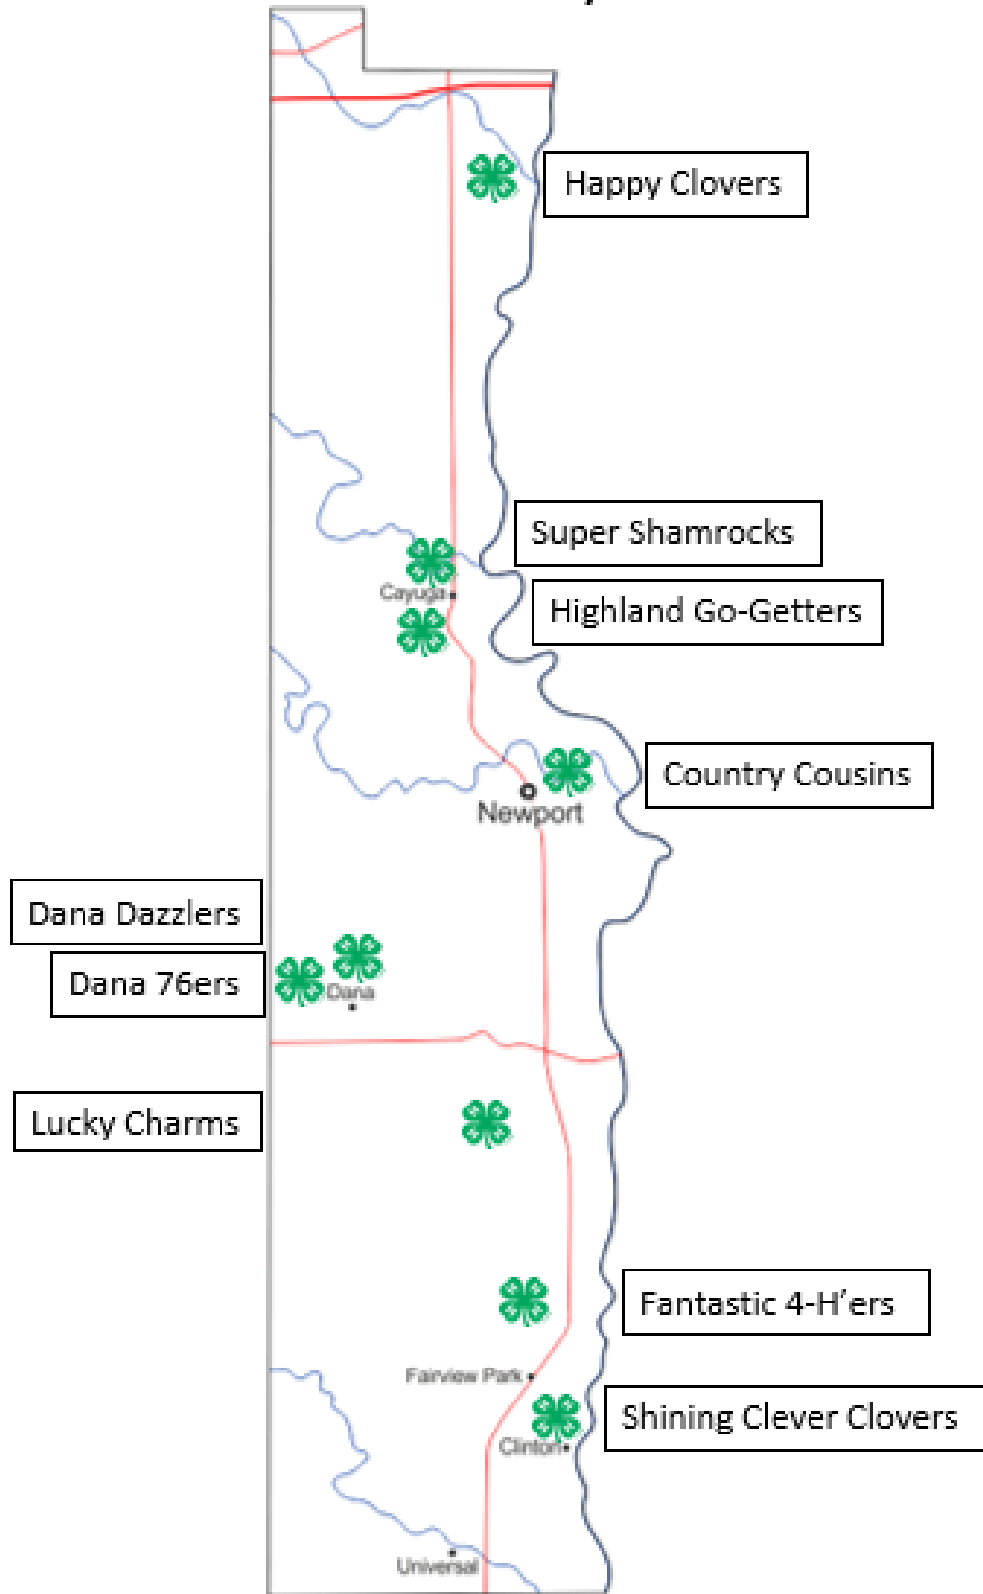 Happy Clovers
Super Shamrocks
Cayuga
Highland Go-Getters
Country Cousins
Newport
Dana Dazzlers
Dana 76ers
Dana
Lucky Charms
Fantastic 4-H'ers
Fairview Park
Shining Clever Clovers
Clinton
Universal